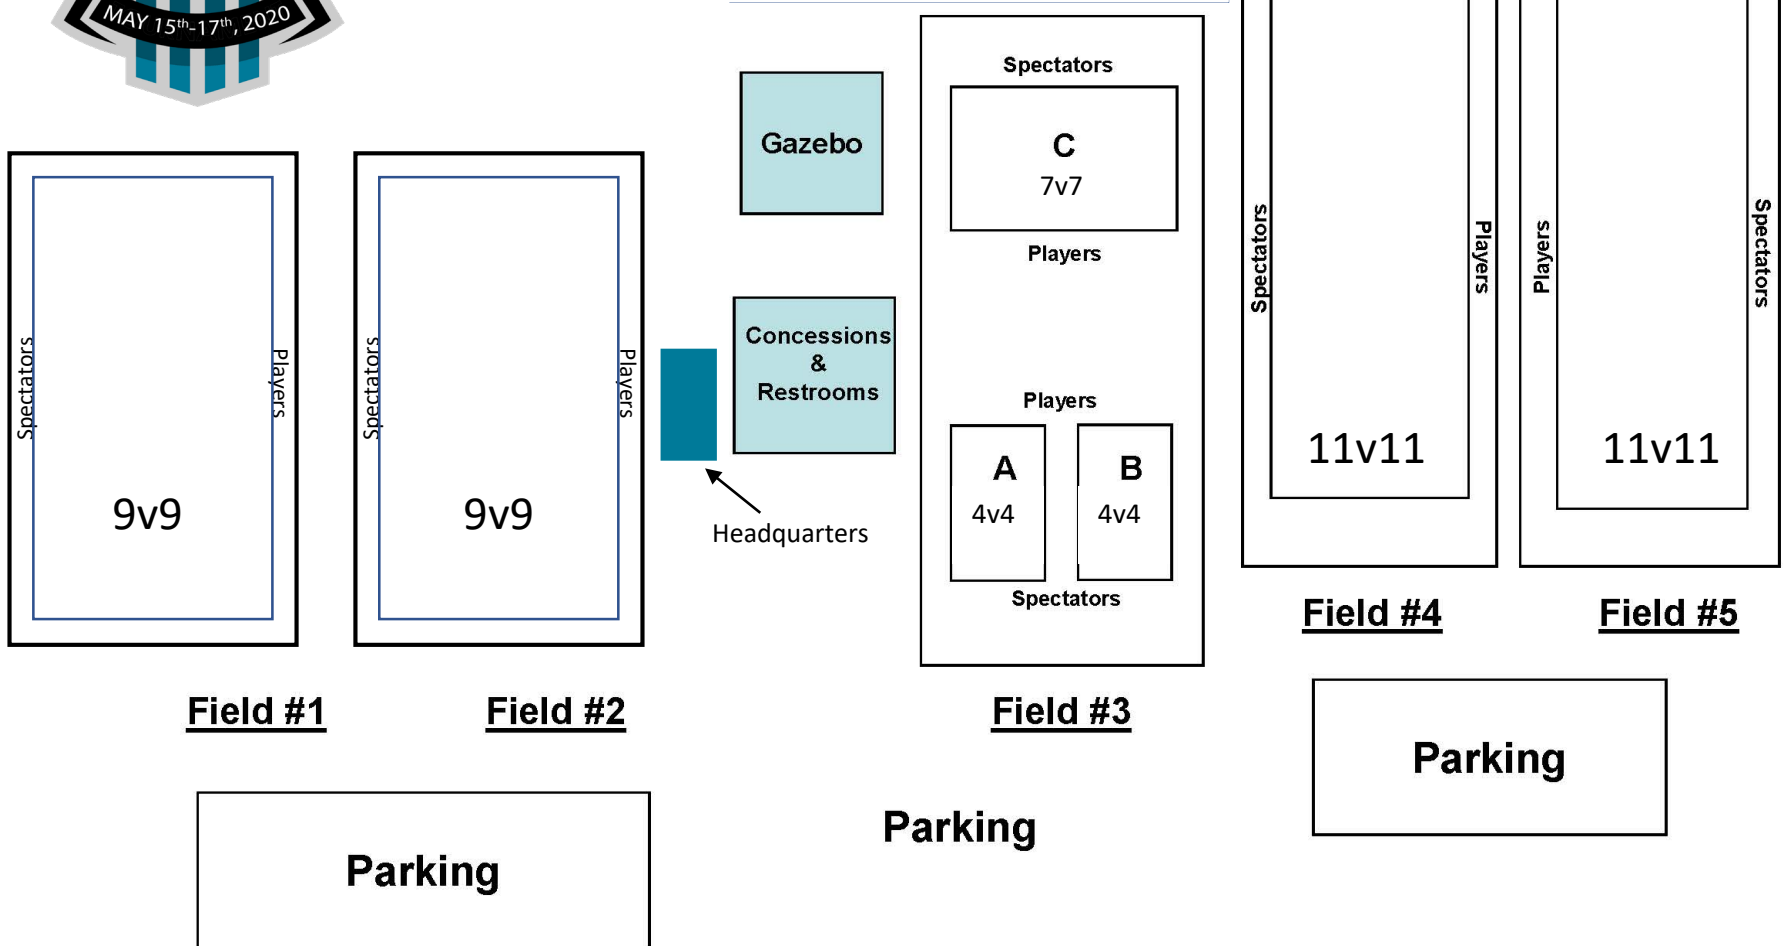 MAY 15th-17th, 2020
Spectators
Players
9v9
Field #1
Spectators
Players
9v9
Field #2
Gazebo
Concessions
&
Restrooms
Headquarters
Spectators
C
7v7
Players
Players
A
4v4
B
4v4
Spectators
Field #3
Spectators
Players
11v11
Field #4
Players
Spectators
11v11
Field #5
Parking
Parking
Parking